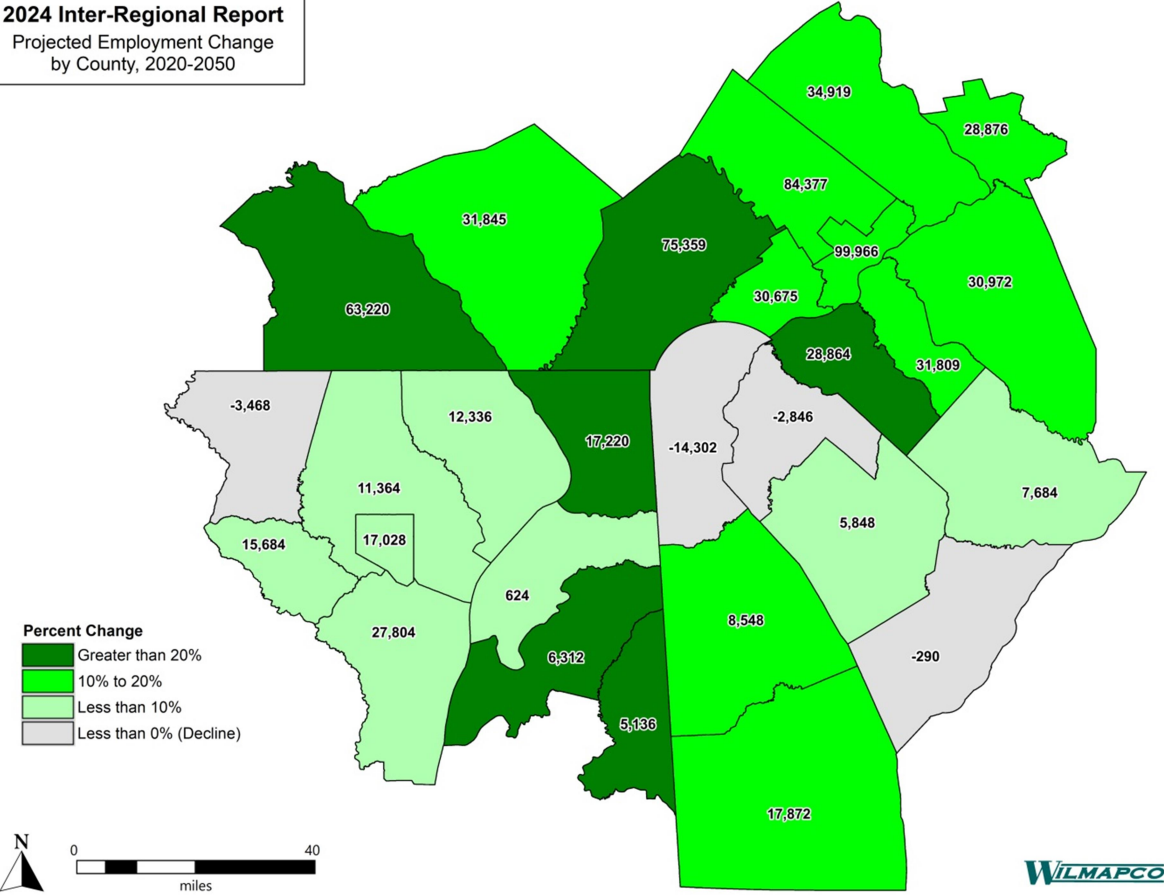 2024 Inter-Regional Report
Projected Employment Change
by County, 2020-2050
34,919
28,876
84,377
31,845
75,359
99,966
30,972
30,675
63,220
28,864
31,809
-3,468
12,336
-2,846
17,220
-14,302
11,364
7,684
5,848
17,028
15,684
624
8,548
27,804
6,312
-290
5,136
17,872
Percent Change
Greater than 20%
10% to 20%
Less than 10%
Less than 0% (Decline)
N
0
40
miles
WILMAPCO